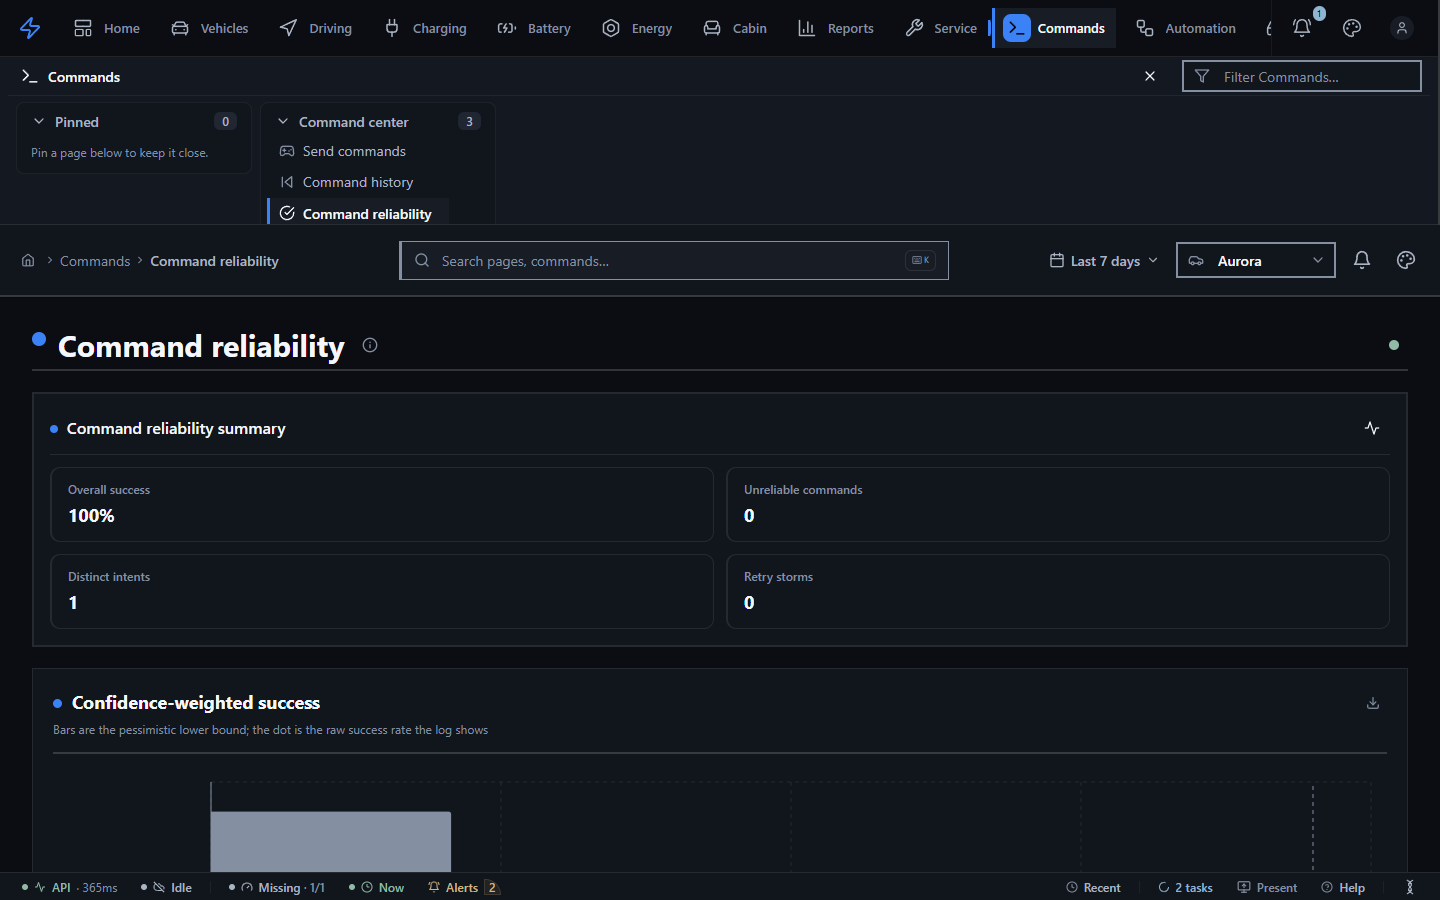 Home Vehicles Driving Charging Battery Energy Cabin Reports Service Commands Automation 1
Commands Filter Commands...
Pinned 0
Pin a page below to keep it close.
Command center 3
Send commands
Command history
Command reliability
Commands Command reliability Search pages, commands... K Last 7 days Aurora
Command reliability
Command reliability summary
Overall success
100%
Unreliable commands
0
Distinct intents
1
Retry storms
0
Confidence-weighted success
Bars are the pessimistic lower bound; the dot is the raw success rate the log shows
API · 365ms Idle Missing · 1/1 Now Alerts 2 Recent 2 tasks Present Help